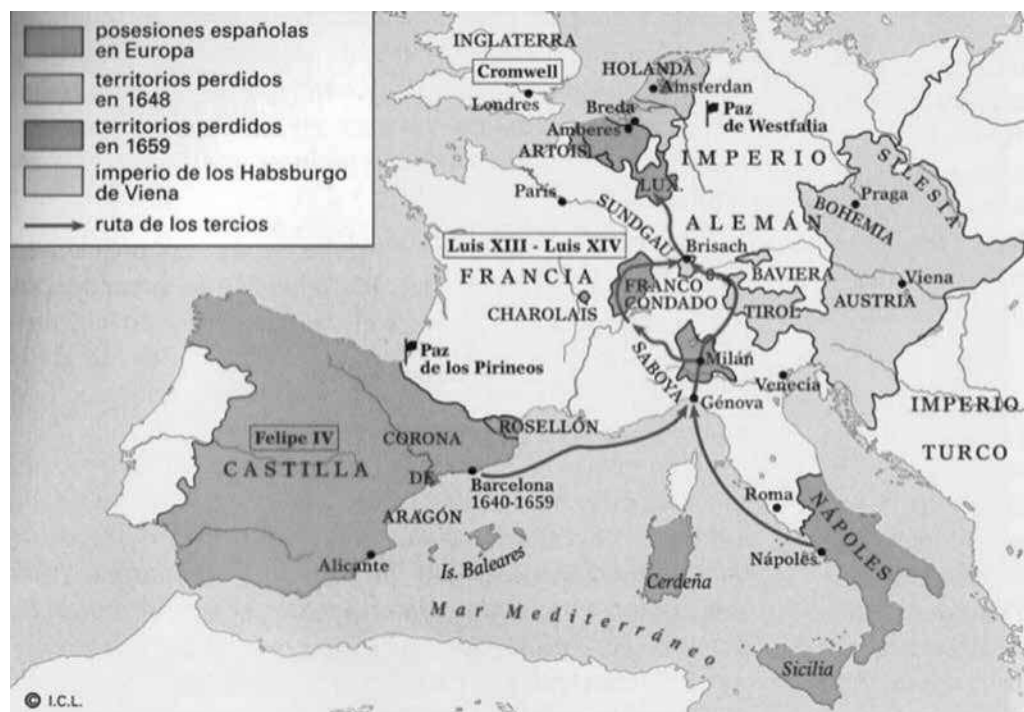 posesiones españolas
en Europa
territorios perdidos
en 1648
territorios perdidos
en 1659
imperio de los Habsburgo
de Viena
ruta de los tercios
INGLATERRA
Cromwell
Londres
HOLANDA
Amsterdan
Breda
Amberes
ARTOIS
Paz
de Westfalia
IMPERIO
ALEMÁN
LUX.
París
SUNDGAU
Brisach
SILESIA
Praga
BOHEMIA
Viena
AUSTRIA
BAVIERA
TIROL
Luis XIII - Luis XIV
FRANCIA
CHAROLAIS
FRANCO
CONDADO
SABOYA
Milán
Venecia
Génova
Paz
de los Pirineos
IMPERIO
TURCO
ROSELLÓN
Felipe IV
CASTILLA
CORONA
DE
ARAGÓN
Barcelona
1640-1659
Alicante
Is. Báleares
Roma
NÁPOLES
Nápoles
Cerdeña
Mar Mediterráneo
Sicilia
© I.C.L.